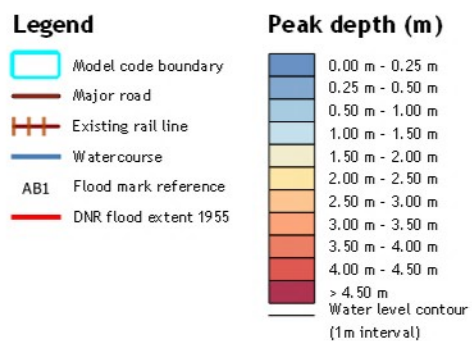 Legend
Model code boundary
Major road
Existing rail line
Watercourse
AB1 Flood mark reference
DNR flood extent 1955
Peak depth (m)
0.00 m - 0.25 m
0.25 m - 0.50 m
0.50 m - 1.00 m
1.00 m - 1.50 m
1.50 m - 2.00 m
2.00 m - 2.50 m
2.50 m - 3.00 m
3.00 m - 3.50 m
3.50 m - 4.00 m
4.00 m - 4.50 m
> 4.50 m
Water level contour
(1m interval)